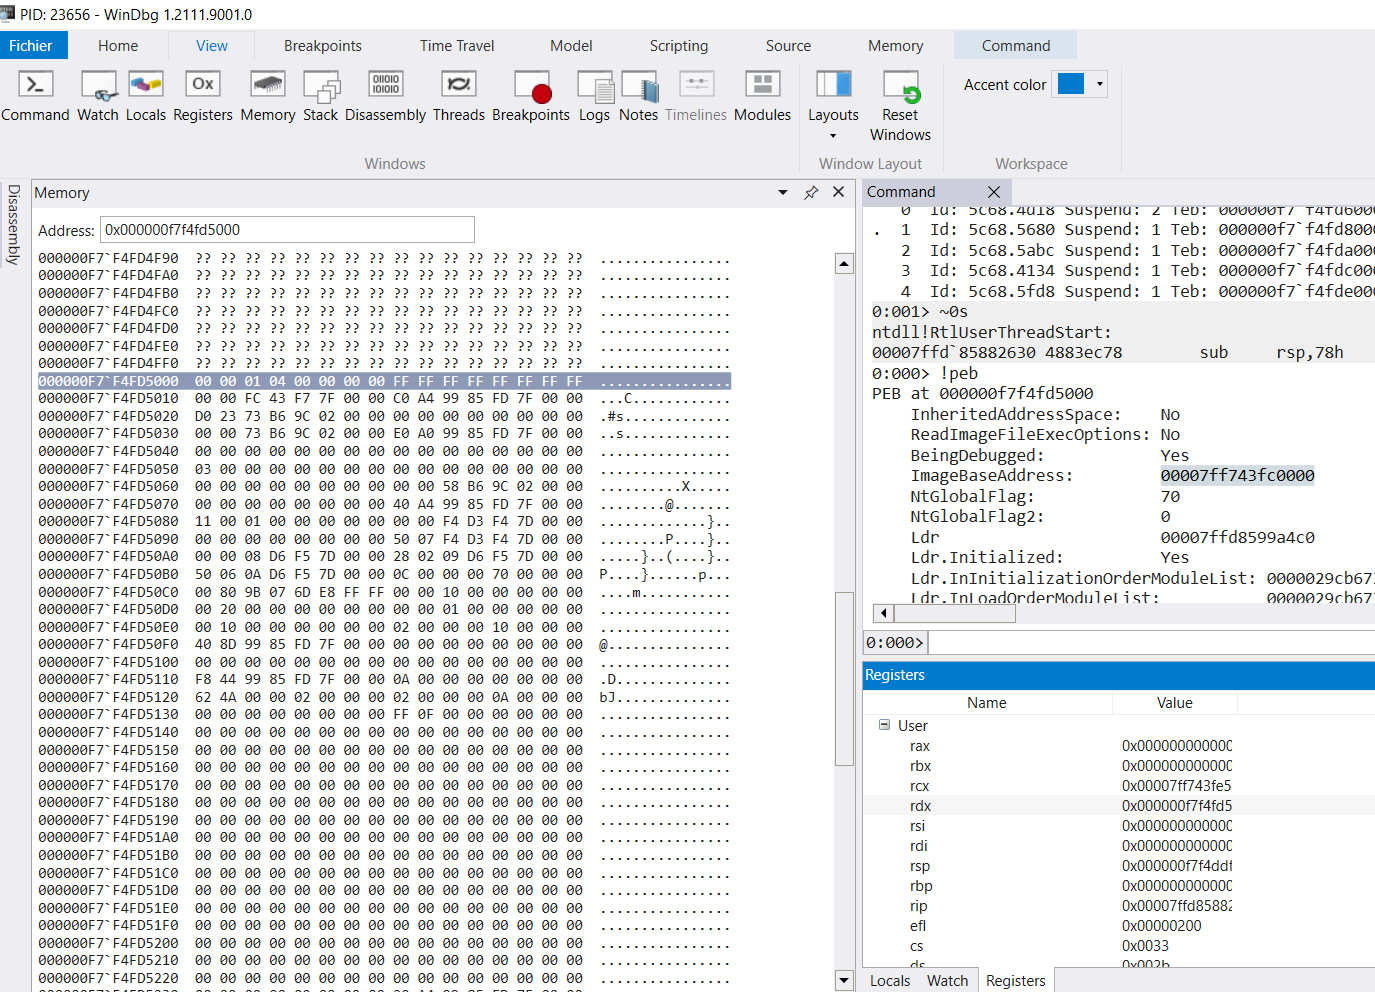 PID: 23656 - WinDbg 1.2111.9001.0
Fichier Home View Breakpoints Time Travel Model Scripting Source Memory Command
Command Watch Locals Registers Memory Stack Disassembly Threads Breakpoints Logs Notes Timelines Modules Layouts Reset Windows Accent color
Windows Window Layout Workspace
Disassembly
Memory
Address: 0x000000f7f4fd5000
000000F7`F4FD4F90 ?? ?? ?? ?? ?? ?? ?? ?? ?? ?? ?? ?? ?? ?? ?? ?? ................
000000F7`F4FD4FA0 ?? ?? ?? ?? ?? ?? ?? ?? ?? ?? ?? ?? ?? ?? ?? ?? ................
000000F7`F4FD4FB0 ?? ?? ?? ?? ?? ?? ?? ?? ?? ?? ?? ?? ?? ?? ?? ?? ................
000000F7`F4FD4FC0 ?? ?? ?? ?? ?? ?? ?? ?? ?? ?? ?? ?? ?? ?? ?? ?? ................
000000F7`F4FD4FD0 ?? ?? ?? ?? ?? ?? ?? ?? ?? ?? ?? ?? ?? ?? ?? ?? ................
000000F7`F4FD4FE0 ?? ?? ?? ?? ?? ?? ?? ?? ?? ?? ?? ?? ?? ?? ?? ?? ................
000000F7`F4FD4FF0 ?? ?? ?? ?? ?? ?? ?? ?? ?? ?? ?? ?? ?? ?? ?? ?? ................
000000F7`F4FD5000 00 00 01 04 00 00 00 00 FF FF FF FF FF FF FF FF ................
000000F7`F4FD5010 00 00 FC 43 F7 7F 00 00 C0 A4 99 85 FD 7F 00 00 ...C............
000000F7`F4FD5020 D0 23 73 B6 9C 02 00 00 00 00 00 00 00 00 00 00 .#s.............
000000F7`F4FD5030 00 00 73 B6 9C 02 00 00 E0 A0 99 85 FD 7F 00 00 ..s.............
000000F7`F4FD5040 00 00 00 00 00 00 00 00 00 00 00 00 00 00 00 00 ................
000000F7`F4FD5050 03 00 00 00 00 00 00 00 00 00 00 00 00 00 00 00 ................
000000F7`F4FD5060 00 00 00 00 00 00 00 00 00 00 58 B6 9C 02 00 00 ..........X.....
000000F7`F4FD5070 00 00 00 00 00 00 00 00 40 A4 99 85 FD 7F 00 00 ........@.......
000000F7`F4FD5080 11 00 01 00 00 00 00 00 00 00 F4 D3 F4 7D 00 00 .............}..
000000F7`F4FD5090 00 00 00 00 00 00 00 00 50 07 F4 D3 F4 7D 00 00 ........P....}..
000000F7`F4FD50A0 00 00 08 D6 F5 7D 00 00 28 02 09 D6 F5 7D 00 00 .....}..(....}..
000000F7`F4FD50B0 50 06 0A D6 F5 7D 00 00 0C 00 00 00 70 00 00 00 P....}......p...
000000F7`F4FD50C0 00 80 9B 07 6D E8 FF FF 00 00 10 00 00 00 00 00 ....m...........
000000F7`F4FD50D0 00 20 00 00 00 00 00 00 00 00 01 00 00 00 00 00 . ..............
000000F7`F4FD50E0 00 10 00 00 00 00 00 00 02 00 00 00 10 00 00 00 ................
000000F7`F4FD50F0 40 8D 99 85 FD 7F 00 00 00 00 00 00 00 00 00 00 @...............
000000F7`F4FD5100 00 00 00 00 00 00 00 00 00 00 00 00 00 00 00 00 ................
000000F7`F4FD5110 F8 44 99 85 FD 7F 00 00 0A 00 00 00 00 00 00 00 .D..............
000000F7`F4FD5120 62 4A 00 00 02 00 00 00 02 00 00 00 0A 00 00 00 bJ..............
000000F7`F4FD5130 00 00 00 00 00 00 00 00 FF 0F 00 00 00 00 00 00 ................
000000F7`F4FD5140 00 00 00 00 00 00 00 00 00 00 00 00 00 00 00 00 ................
000000F7`F4FD5150 00 00 00 00 00 00 00 00 00 00 00 00 00 00 00 00 ................
000000F7`F4FD5160 00 00 00 00 00 00 00 00 00 00 00 00 00 00 00 00 ................
000000F7`F4FD5170 00 00 00 00 00 00 00 00 00 00 00 00 00 00 00 00 ................
000000F7`F4FD5180 00 00 00 00 00 00 00 00 00 00 00 00 00 00 00 00 ................
000000F7`F4FD5190 00 00 00 00 00 00 00 00 00 00 00 00 00 00 00 00 ................
000000F7`F4FD51A0 00 00 00 00 00 00 00 00 00 00 00 00 00 00 00 00 ................
000000F7`F4FD51B0 00 00 00 00 00 00 00 00 00 00 00 00 00 00 00 00 ................
000000F7`F4FD51C0 00 00 00 00 00 00 00 00 00 00 00 00 00 00 00 00 ................
000000F7`F4FD51D0 00 00 00 00 00 00 00 00 00 00 00 00 00 00 00 00 ................
000000F7`F4FD51E0 00 00 00 00 00 00 00 00 00 00 00 00 00 00 00 00 ................
000000F7`F4FD51F0 00 00 00 00 00 00 00 00 00 00 00 00 00 00 00 00 ................
000000F7`F4FD5200 00 00 00 00 00 00 00 00 00 00 00 00 00 00 00 00 ................
000000F7`F4FD5210 00 00 00 00 00 00 00 00 00 00 00 00 00 00 00 00 ................
000000F7`F4FD5220 00 00 00 00 00 00 00 00 00 00 00 00 00 00 00 00 ................
Command
0 Id: 5c68.4d18 Suspend: 2 Teb: 000000f7`f4fd6000
. 1 Id: 5c68.5680 Suspend: 1 Teb: 000000f7`f4fd8000
2 Id: 5c68.5abc Suspend: 1 Teb: 000000f7`f4fda000
3 Id: 5c68.4134 Suspend: 1 Teb: 000000f7`f4fdc000
4 Id: 5c68.5fd8 Suspend: 1 Teb: 000000f7`f4fde000
0:001> ~0s
ntdll!RtlUserThreadStart:
00007ffd`85882630 4883ec78 sub rsp,78h
0:000> !peb
PEB at 000000f7f4fd5000
InheritedAddressSpace: No
ReadImageFileExecOptions: No
BeingDebugged: Yes
ImageBaseAddress: 00007ff743fc0000
NtGlobalFlag: 70
NtGlobalFlag2: 0
Ldr 00007ffd8599a4c0
Ldr.Initialized: Yes
Ldr.InInitializationOrderModuleList: 0000029cb67
Ldr.InLoadOrderModuleList: 0000029cb67
0:000>
Registers
Name Value
User
rax 0x000000000000
rbx 0x000000000000
rcx 0x00007ff743fe5
rdx 0x000000f7f4fd5
rsi 0x000000000000
rdi 0x000000000000
rsp 0x000000f7f4ddf
rbp 0x000000000000
rip 0x00007ffd85882
efl 0x00000200
cs 0x0033
ds 0x002b
Locals Watch Registers